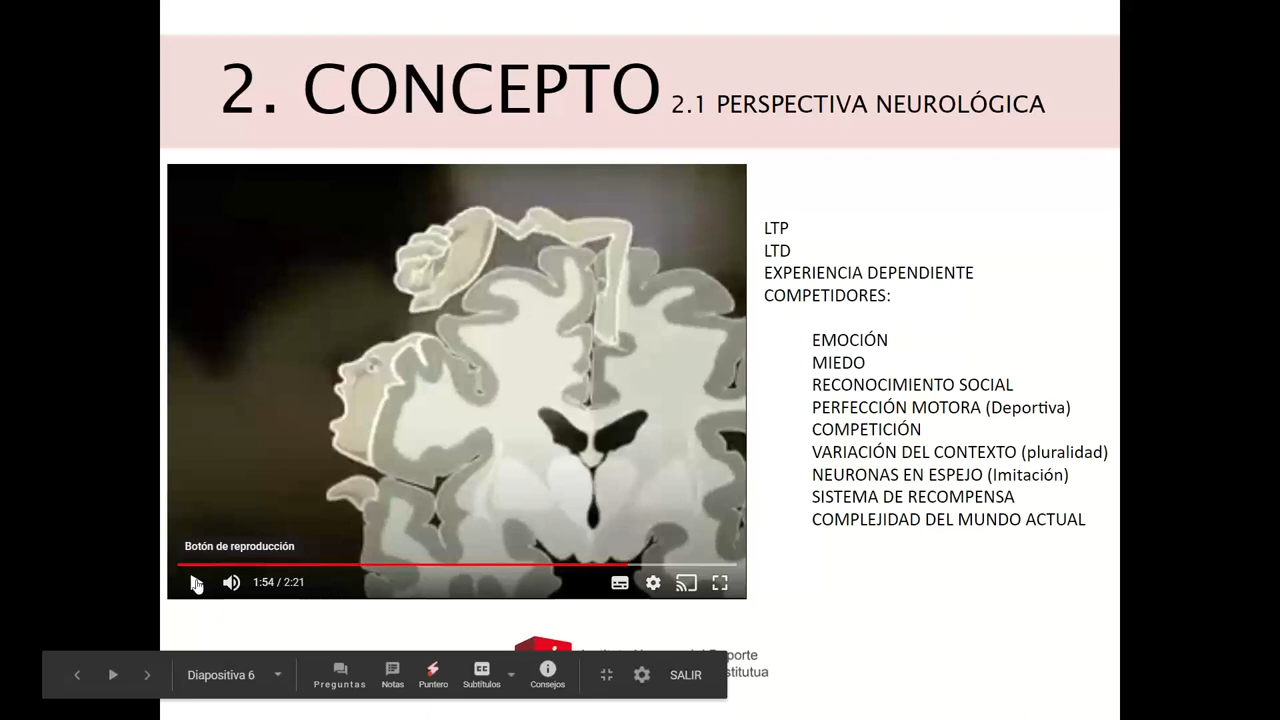 2. CONCEPTO 2.1 PERSPECTIVA NEUROLÓGICA
LTP
LTD
EXPERIENCIA DEPENDIENTE
COMPETIDORES:
EMOCIÓN
MIEDO
RECONOCIMIENTO SOCIAL
PERFECCIÓN MOTORA (Deportiva)
COMPETICIÓN
VARIACIÓN DEL CONTEXTO (pluralidad)
NEURONAS EN ESPEJO (Imitación)
SISTEMA DE RECOMPENSA
COMPLEJIDAD DEL MUNDO ACTUAL
Botón de reproducción
1:54 / 2:21
Diapositiva 6
Preguntas
Notas
Puntero
CC
Subtítulos
Consejos
SALIR